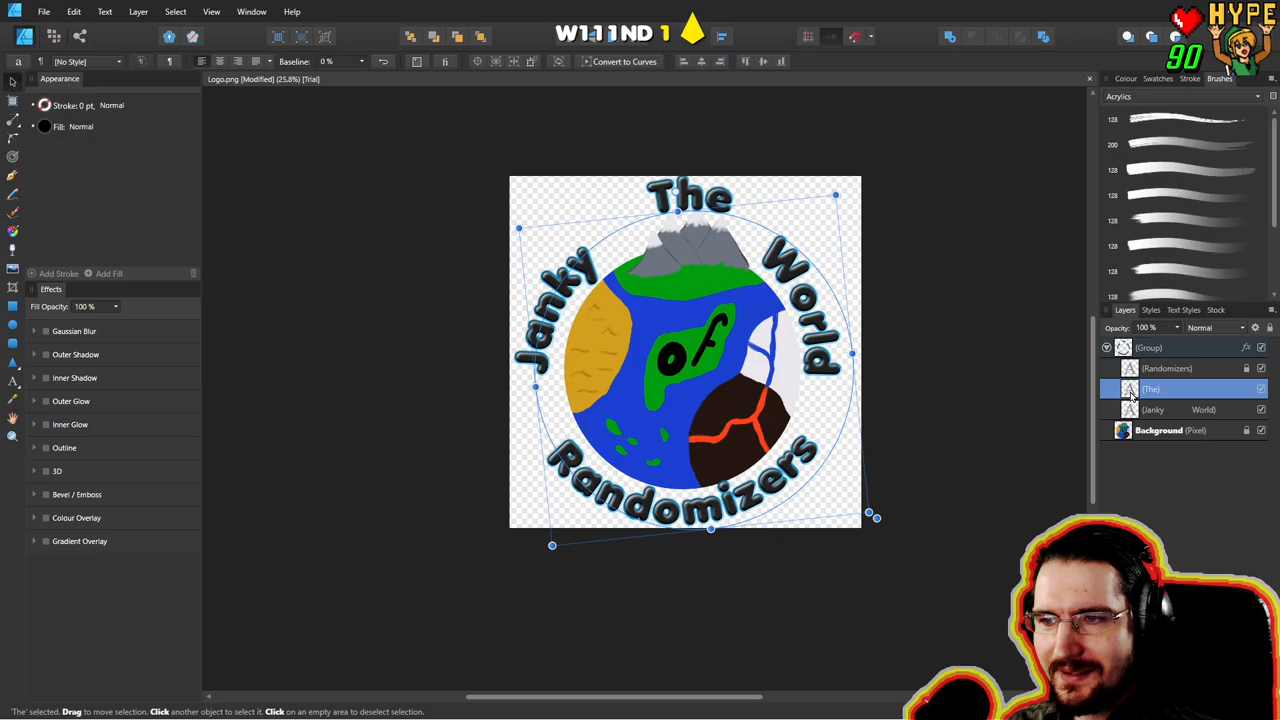 File Edit Text Layer Select View Window Help
W111ND 1
HYPE
90
a [No Style] Baseline: 0 % fi Convert to Curves
Appearance
Logo.png [Modified] (25.8%) [Trial]
Colour Swatches Stroke Brushes
Stroke: 0 pt, Normal
Fill: Normal
Acrylics
128
200
128
128
128
128
128
128
Add Stroke Add Fill
Effects
Fill Opacity: 100 %
Gaussian Blur
Outer Shadow
Inner Shadow
Outer Glow
Inner Glow
Outline
3D
Bevel / Emboss
Colour Overlay
Gradient Overlay
The
Janky World
of
Randomizers
Layers Styles Text Styles Stock
Opacity: 100 % Normal
(Group) fx
(Randomizers)
(The)
(Janky World)
Background (Pixel)
'The' selected. Drag to move selection. Click another object to select it. Click on an empty area to deselect selection.